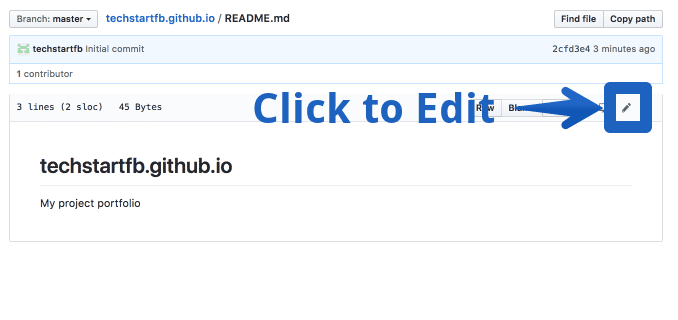 Branch: master
techstartfb.github.io / README.md
Find file
Copy path
techstartfb Initial commit
2cfd3e4 3 minutes ago
1 contributor
3 lines (2 sloc) 45 Bytes
Click to Edit
Raw
techstartfb.github.io
My project portfolio